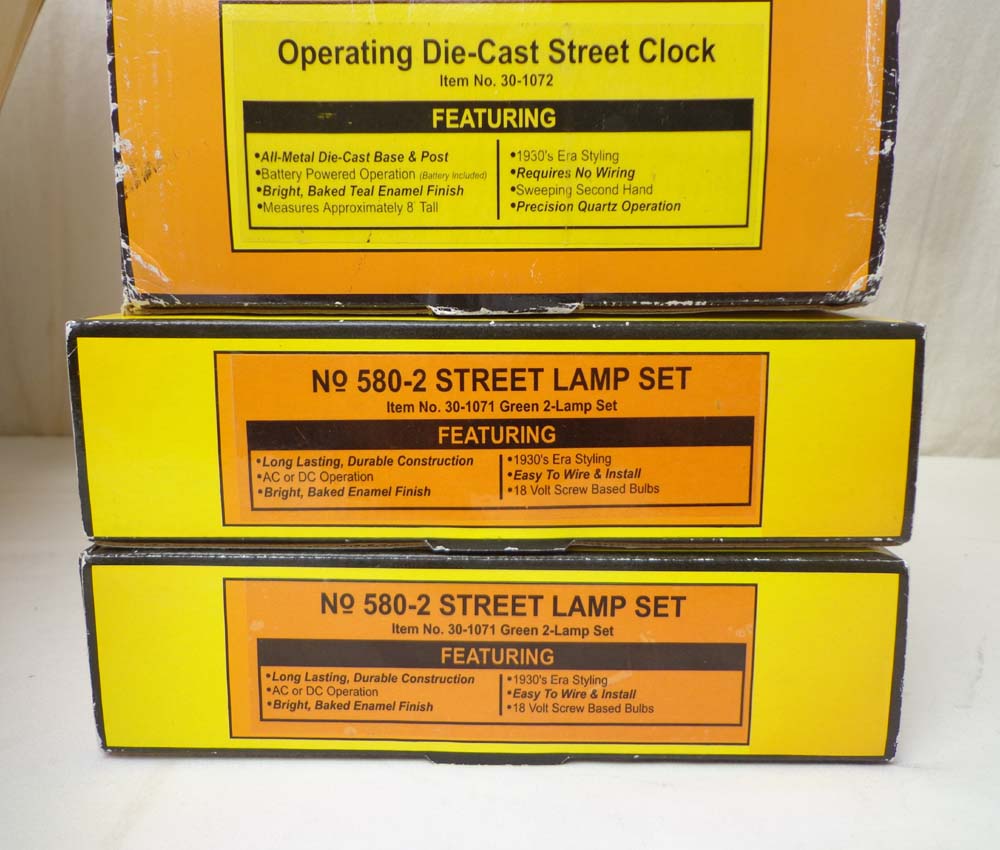 Operating Die-Cast Street Clock
Item No. 30-1072
FEATURING
•All-Metal Die-Cast Base & Post
•Battery Powered Operation (Battery Included)
•Bright, Baked Teal Enamel Finish
•Measures Approximately 8" Tall
•1930's Era Styling
•Requires No Wiring
•Sweeping Second Hand
•Precision Quartz Operation
Nº 580-2 STREET LAMP SET
Item No. 30-1071 Green 2-Lamp Set
FEATURING
•Long Lasting, Durable Construction
•AC or DC Operation
•Bright, Baked Enamel Finish
•1930's Era Styling
•Easy To Wire & Install
•18 Volt Screw Based Bulbs
Nº 580-2 STREET LAMP SET
Item No. 30-1071 Green 2-Lamp Set
FEATURING
•Long Lasting, Durable Construction
•AC or DC Operation
•Bright, Baked Enamel Finish
•1930's Era Styling
•Easy To Wire & Install
•18 Volt Screw Based Bulbs